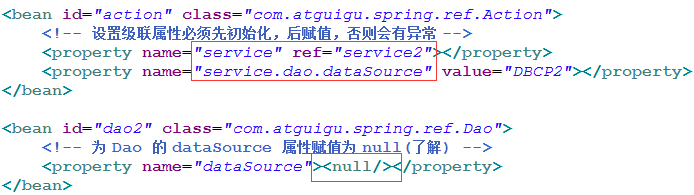 <bean id="action" class="com.atguigu.spring.ref.Action">
<!-- 设置级联属性必须先初始化，后赋值，否则会有异常 -->
<property name="service" ref="service2"></property>
<property name="service.dao.dataSource" value="DBCP2"></property>
</bean>
<bean id="dao2" class="com.atguigu.spring.ref.Dao">
<!-- 为 Dao 的 dataSource 属性赋值为 null(了解) -->
<property name="dataSource"><null/></property>
</bean>